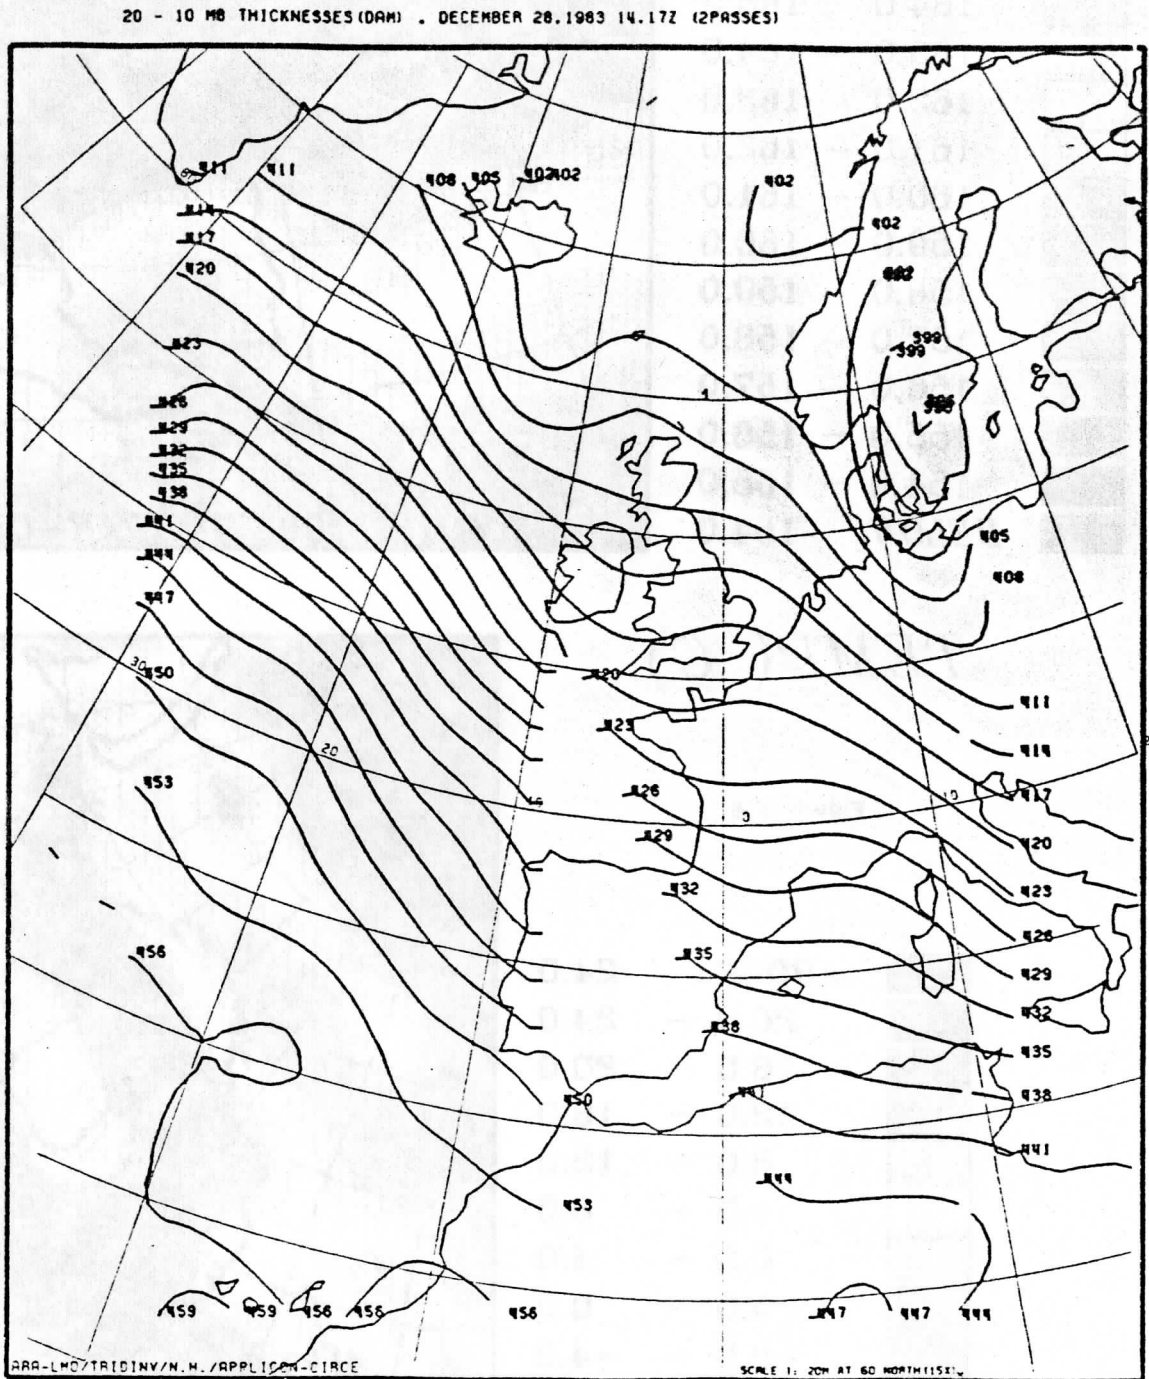 20 - 10 MB THICKNESSES(DAM) . DECEMBER 28.1983 14.17Z (2PASSES)
411 411 408 405 402 402 402
414
417 402
420 402
399
423 399
396
426
429
432
435
438
441 405
444 408
447
30
450 420 411
20 423 414
453 10 417
426 0
429 420
432 423
426
456 435 429
432
438 435
450 441 438
441
444
453
459 459 456 456 456 447 447 444
ARA-LMD/TRIDINV/N.H./APPLICON-CIRCE SCALE 1: 20M AT 60 NORTH(15X)